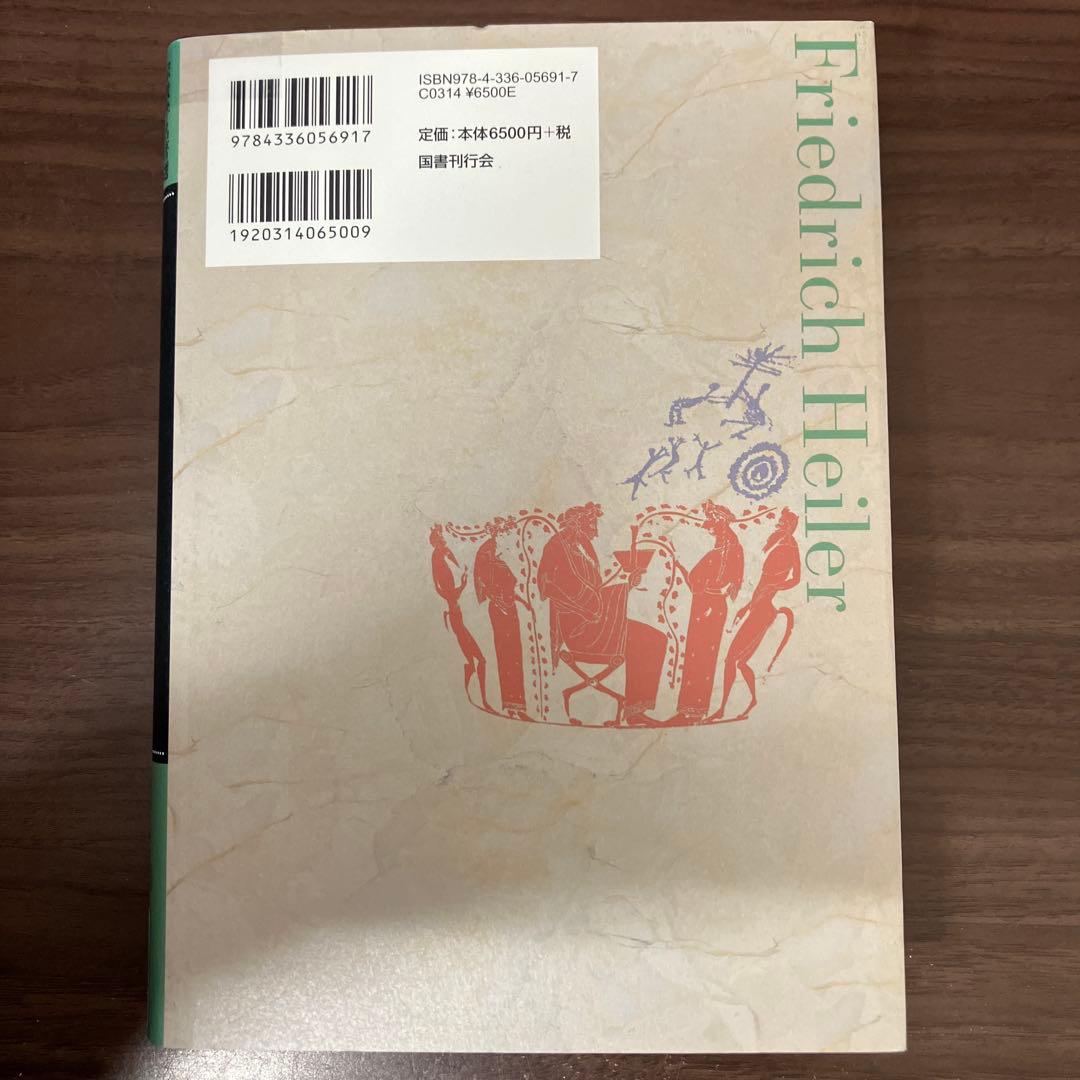 ISBN978-4-336-05691-7
C0314 ¥6500E
9784336056917
定価：本体6500円＋税
国書刊行会
1920314065009
Friedrich Heiler